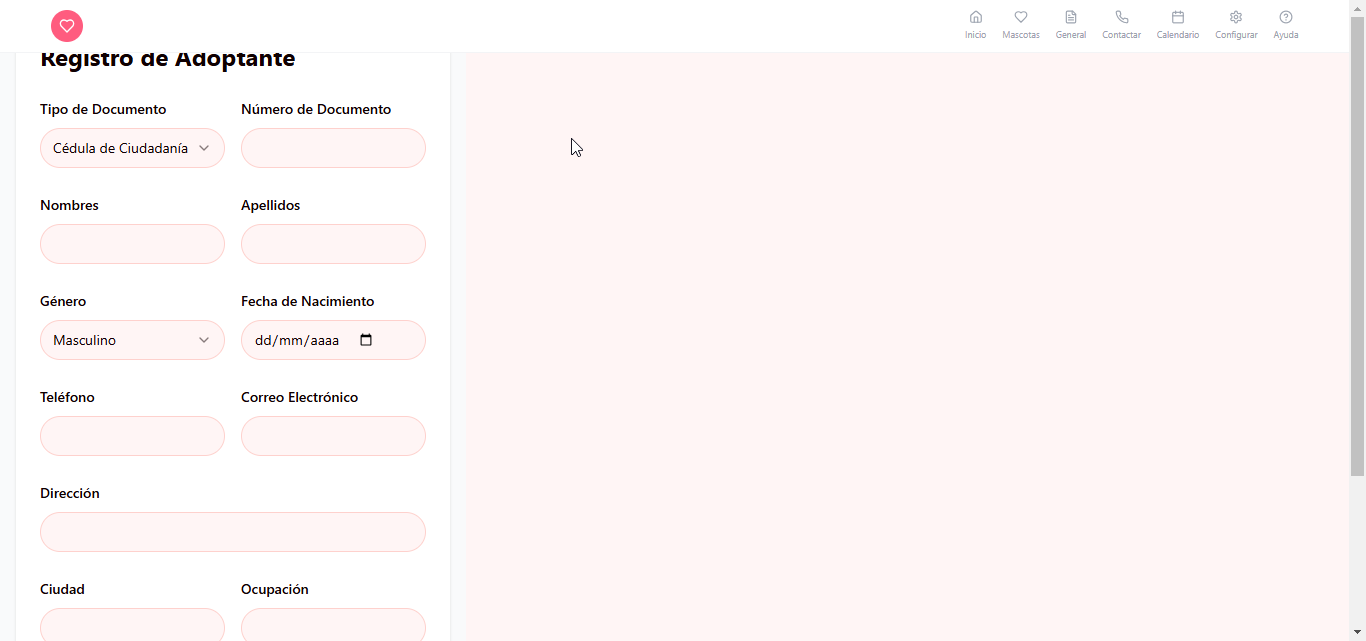 Inicio Mascotas General Contactar Calendario Configurar Ayuda
Registro de Adoptante
Tipo de Documento Número de Documento
Cédula de Ciudadanía
Nombres Apellidos
Género Fecha de Nacimiento
Masculino dd/mm/aaaa
Teléfono Correo Electrónico
Dirección
Ciudad Ocupación